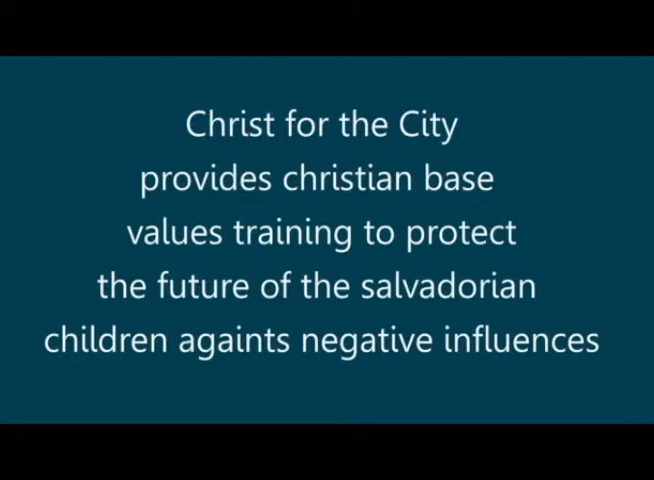 Christ for the City
provides christian base
values training to protect
the future of the salvadorian
children againts negative influences